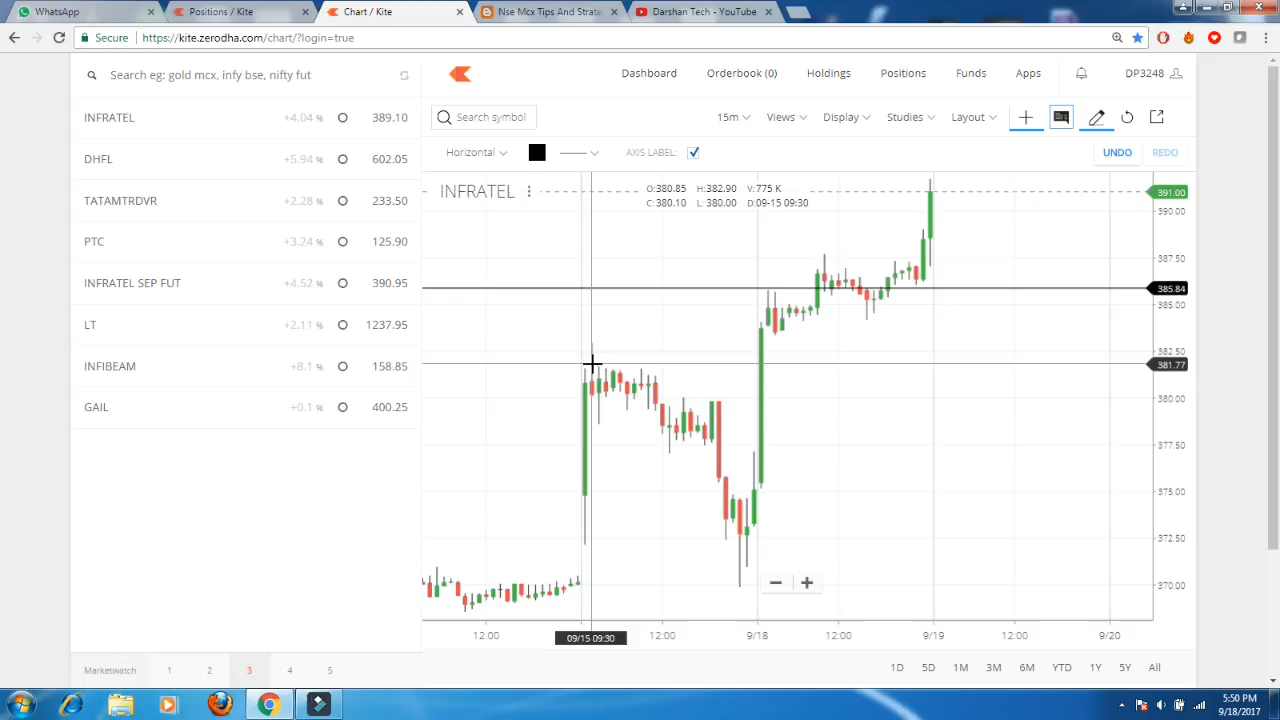 WhatsApp × Positions / Kite × Chart / Kite × Nse Mcx Tips And Strate × Darshan Tech - YouTube ×
Secure https://kite.zerodha.com/chart/?login=true
Search eg: gold mcx, infy bse, nifty fut
Dashboard Orderbook (0) Holdings Positions Funds Apps DP3248
INFRATEL +4.04 % 389.10
DHFL +5.94 % 602.05
TATAMTRDVR +2.28 % 233.50
PTC +3.24 % 125.90
INFRATEL SEP FUT +4.52 % 390.95
LT +2.11 % 1237.95
INFIBEAM +8.1 % 158.85
GAIL +0.1 % 400.25
Marketwatch 1 2 3 4 5
Search symbol 15m Views Display Studies Layout
Horizontal AXIS LABEL: UNDO REDO
INFRATEL
O:380.85 H:382.90 V:775 K
C:380.10 L: 380.00 D:09-15 09:30
391.00
390.00
387.50
385.84
385.00
382.50
381.77
380.00
377.50
375.00
372.50
370.00
12:00 09/15 09:30 12:00 9/18 12:00 9/19 12:00 9/20
1D 5D 1M 3M 6M YTD 1Y 5Y All
5:50 PM
9/18/2017